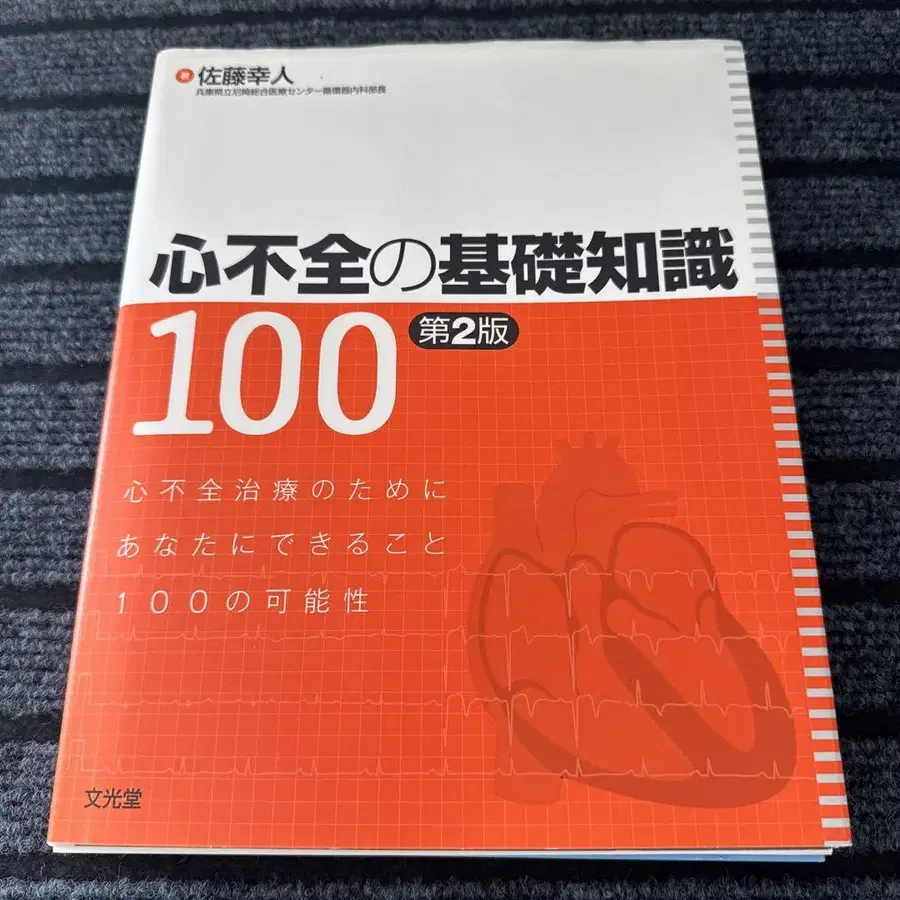 著 佐藤幸人
兵庫県立尼崎総合医療センター循環器内科部長
心不全の基礎知識
100 第2版
心不全治療のために
あなたにできること
100の可能性
文光堂